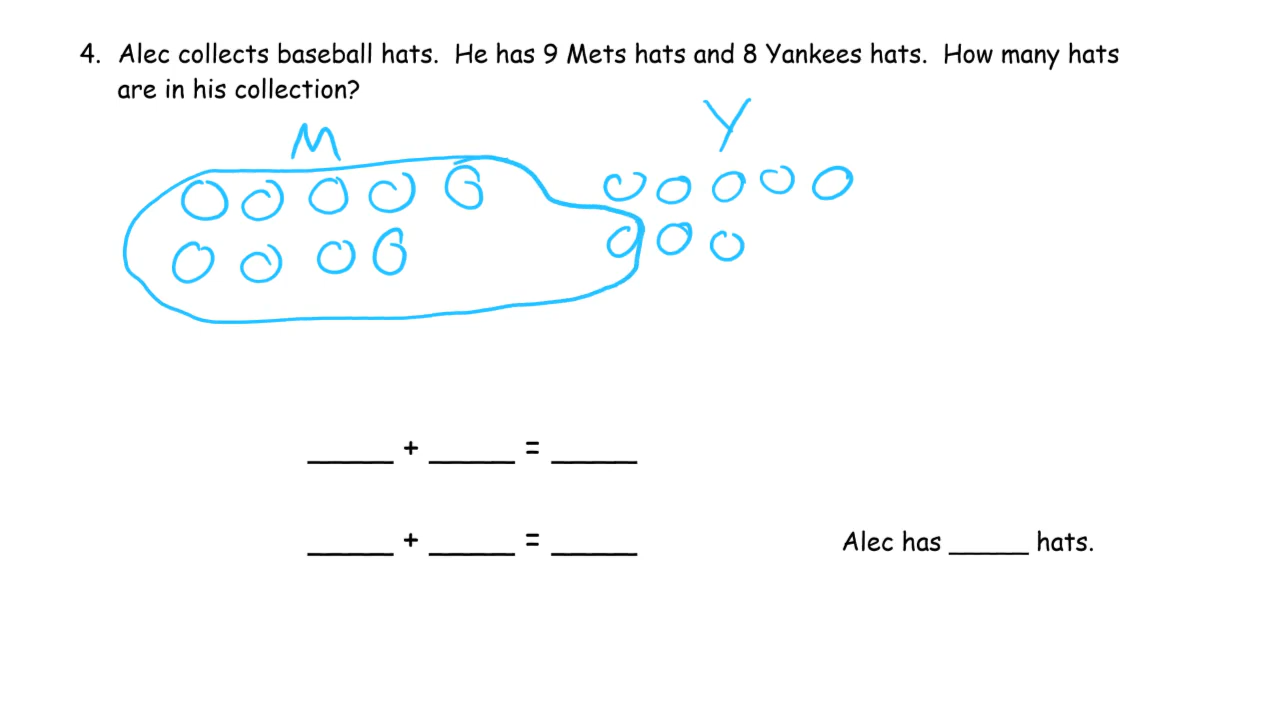 4. Alec collects baseball hats. He has 9 Mets hats and 8 Yankees hats. How many hats
are in his collection?
M Y
_____ + _____ = _____
_____ + _____ = _____
Alec has _____ hats.